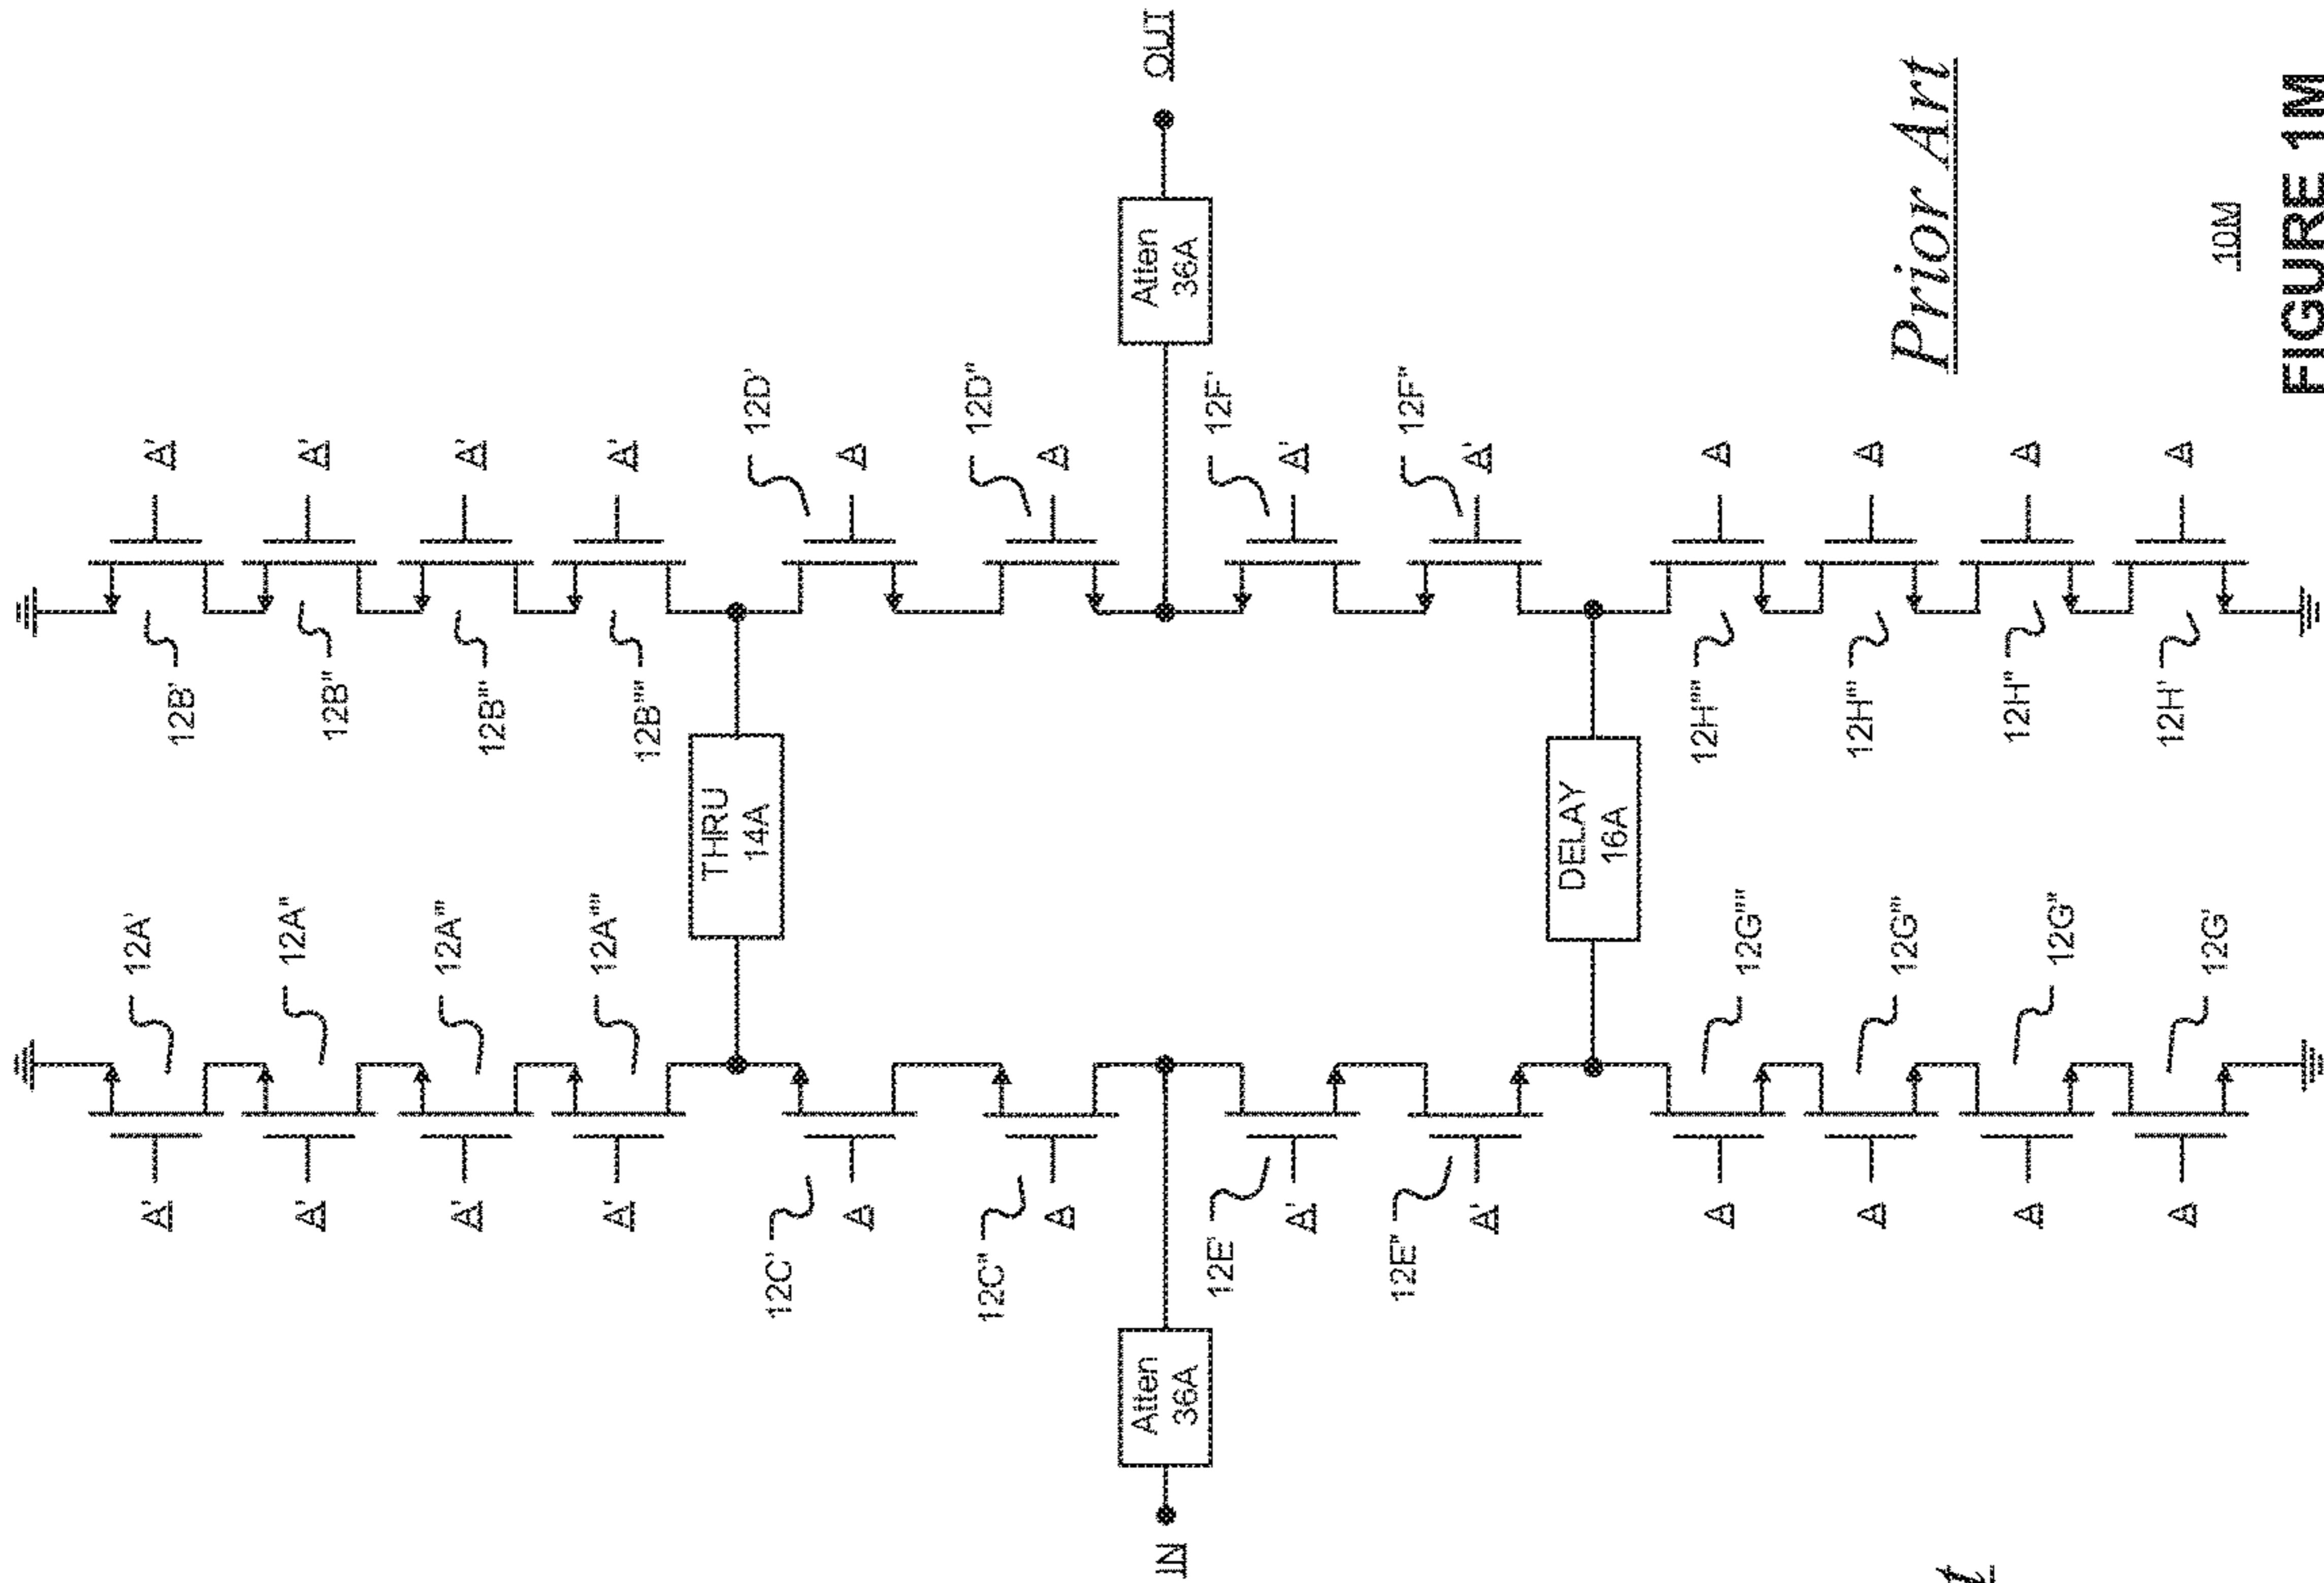 A' 12A' 12B' A'
A' 12A" 12B" A'
A' 12A"' 12B"' A'
A' 12A"" 12B"" A'
THRU
14A
12C' A 12D' A
12C" A 12D" A
IN
Atten
36A
Atten
36A
OUT
12E' A' 12F' A'
12E" A' 12F" A'
DELAY
16A
A 12G"" 12H"" A
A 12G"' 12H"' A
A 12G" 12H" A
A 12G' 12H' A
Prior Art
10M
FIGURE 1M